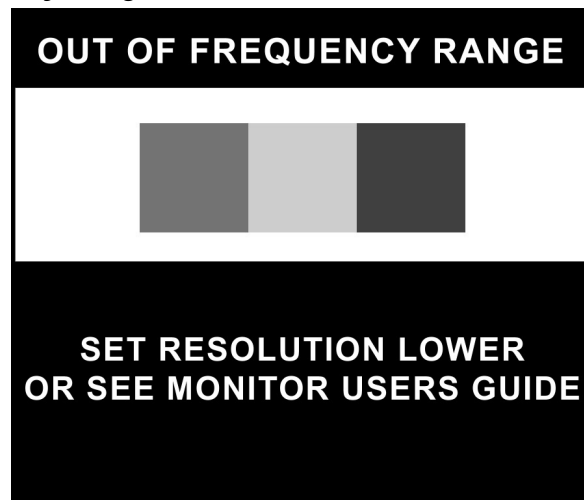 OUT OF FREQUENCY RANGE
SET RESOLUTION LOWER
OR SEE MONITOR USERS GUIDE